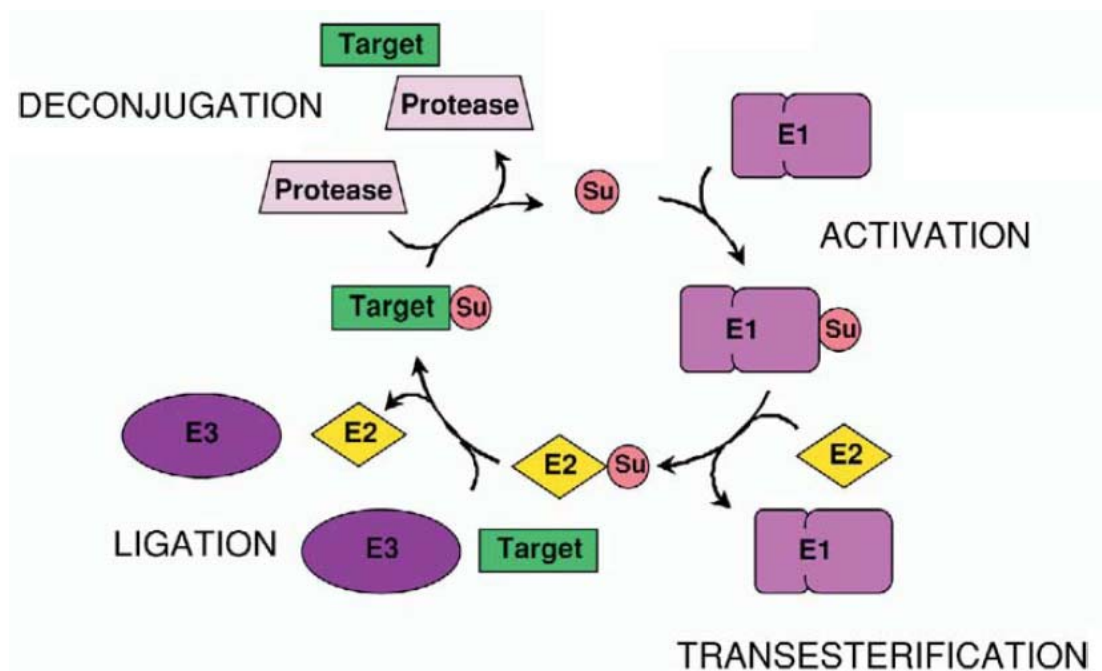 Target
DECONJUGATION
Protease
Protease
Su
E1
ACTIVATION
Target Su
E1 Su
E3
E2
E2 Su
E2
LIGATION
E3
Target
E1
TRANSESTERIFICATION